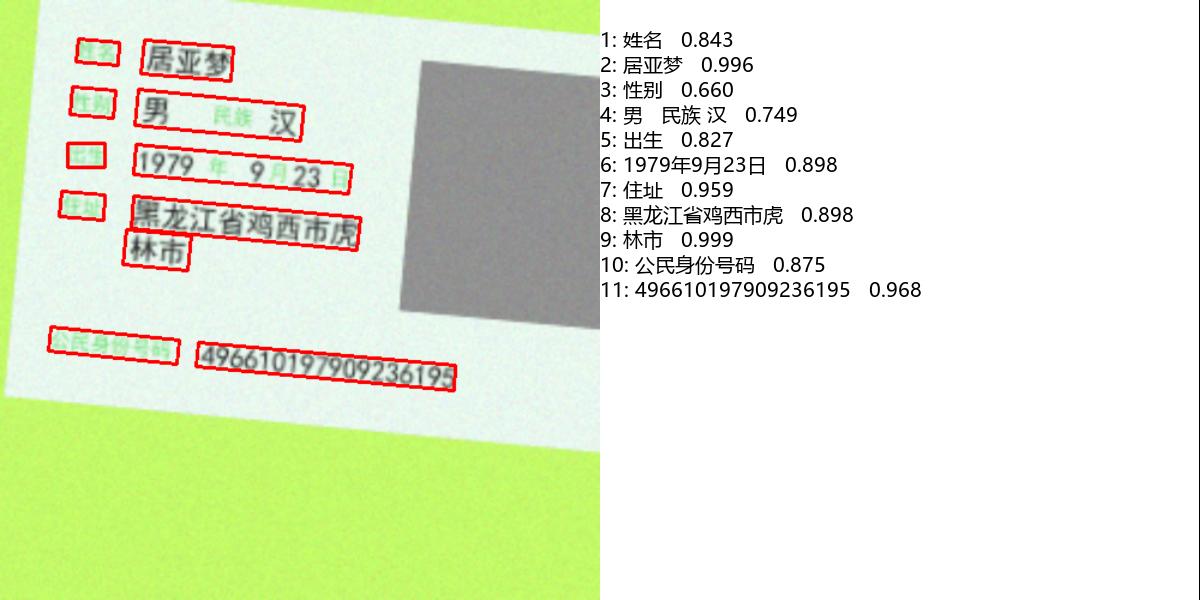 姓名 居亚梦
性别 男 民族 汉
出生 1979 年 9 月 23 日
住址 黑龙江省鸡西市虎
林市
公民身份号码 496610197909236195
1: 姓名 0.843
2: 居亚梦 0.996
3: 性别 0.660
4: 男 民族 汉 0.749
5: 出生 0.827
6: 1979年9月23日 0.898
7: 住址 0.959
8: 黑龙江省鸡西市虎 0.898
9: 林市 0.999
10: 公民身份号码 0.875
11: 496610197909236195 0.968